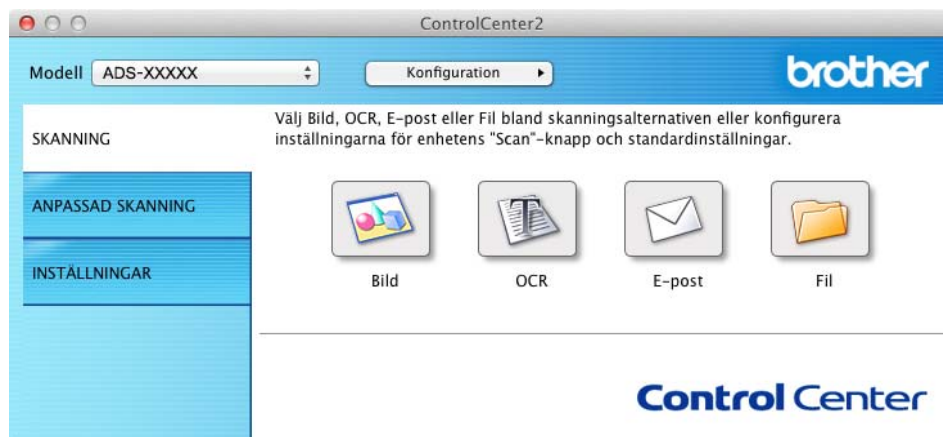 ControlCenter2
Modell ADS-XXXXX Konfiguration brother
SKANNING
Välj Bild, OCR, E-post eller Fil bland skanningsalternativen eller konfigurera
inställningarna för enhetens "Scan"-knapp och standardinställningar.
ANPASSAD SKANNING
INSTÄLLNINGAR
Bild OCR E-post Fil
Control Center